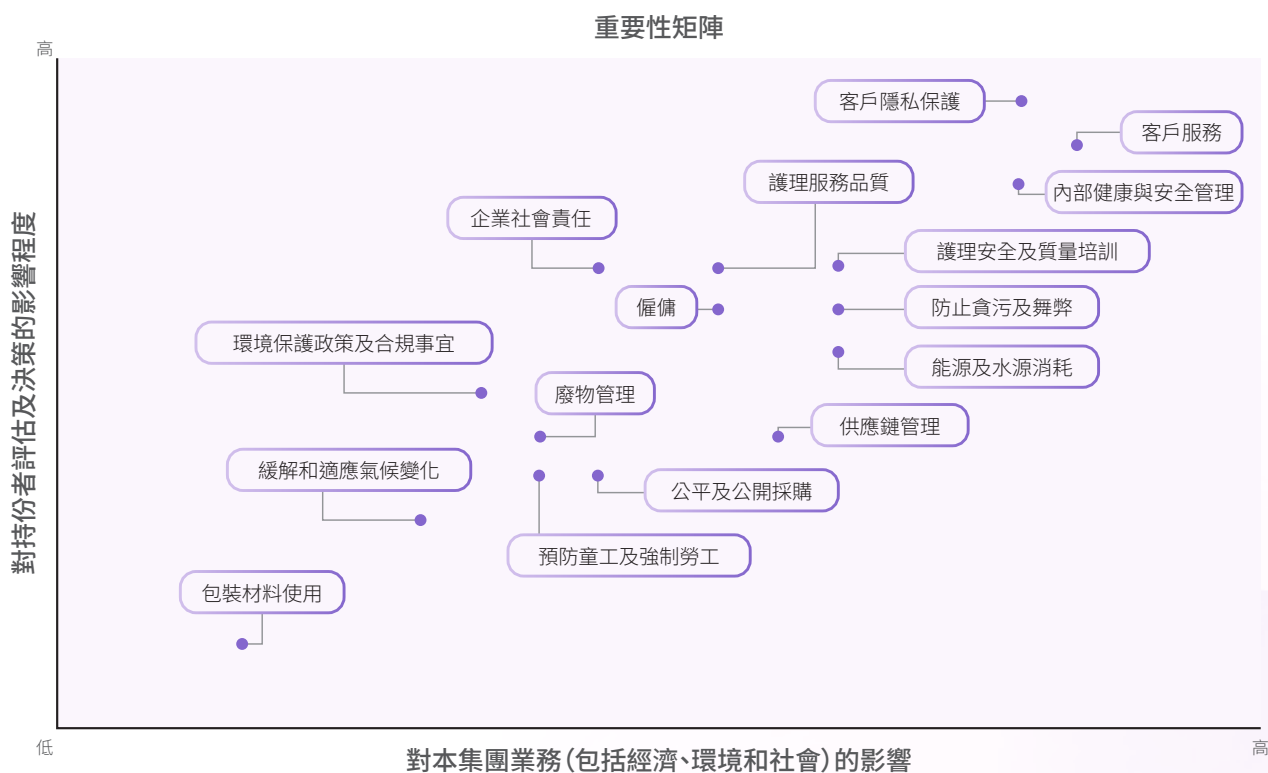 重要性矩陣
高
客戶隱私保護
客戶服務
護理服務品質
內部健康與安全管理
企業社會責任
護理安全及質量培訓
僱傭
防止貪污及舞弊
環境保護政策及合規事宜
能源及水源消耗
廢物管理
供應鏈管理
緩解和適應氣候變化
公平及公開採購
預防童工及強制勞工
包裝材料使用
對持份者評估及決策的影響程度
低
高
對本集團業務(包括經濟、環境和社會)的影響